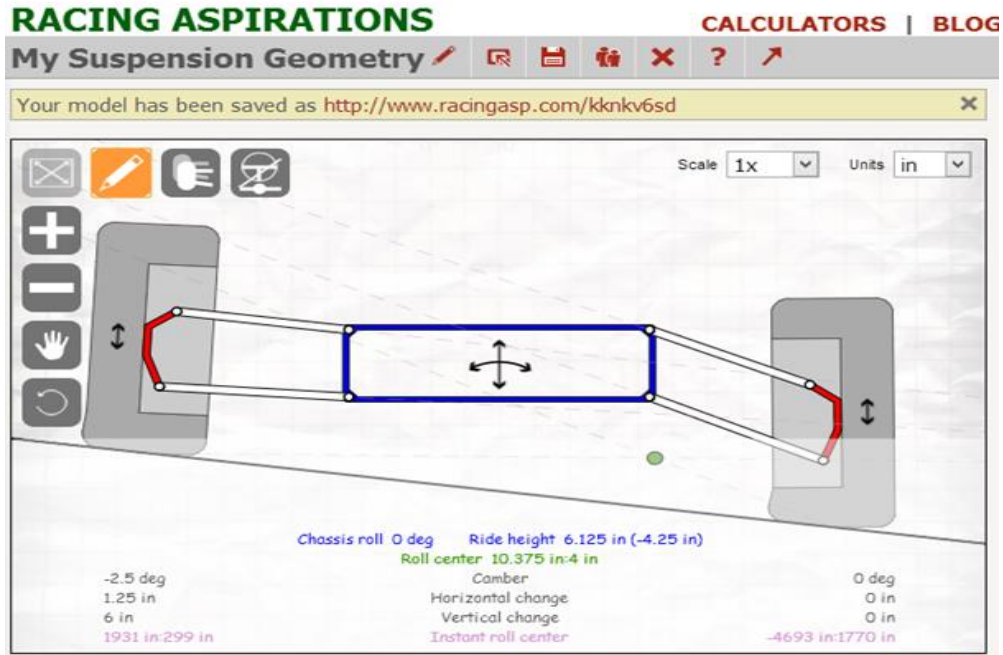 RACING ASPIRATIONS
CALCULATORS | BLOG
My Suspension Geometry ?
Your model has been saved as http://www.racingasp.com/kknkv6sd
Scale 1x Units in
Chassis roll 0 deg Ride height 6.125 in (-4.25 in)
Roll center 10.375 in:4 in
-2.5 deg Camber 0 deg
1.25 in Horizontal change 0 in
6 in Vertical change 0 in
1931 in:299 in Instant roll center -4693 in:1770 in